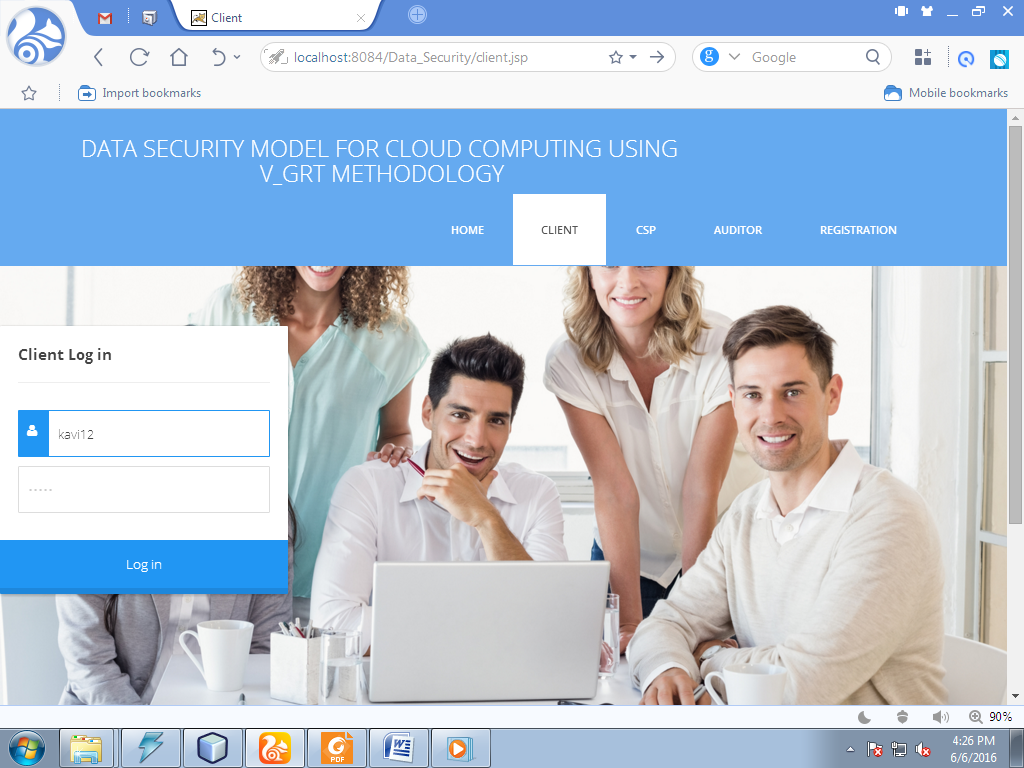 Client
localhost:8084/Data_Security/client.jsp
g
Google
Import bookmarks
Mobile bookmarks
DATA SECURITY MODEL FOR CLOUD COMPUTING USING
V_GRT METHODOLOGY
HOME
CLIENT
CSP
AUDITOR
REGISTRATION
Client Log in
kavi12
Log in
90%
PDF
W
4:26 PM
6/6/2016